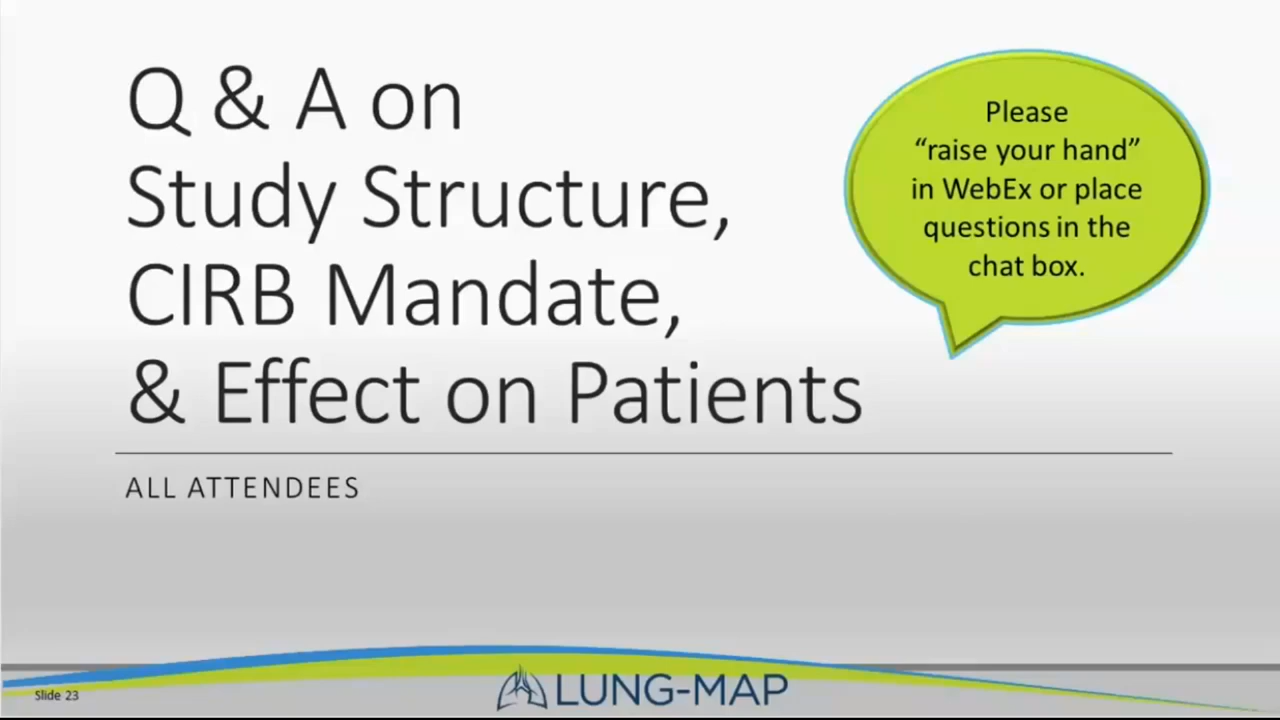 Q & A on
Study Structure,
CIRB Mandate,
& Effect on Patients
ALL ATTENDEES
Please
“raise your hand”
in WebEx or place
questions in the
chat box.
Slide 23
LUNG-MAP